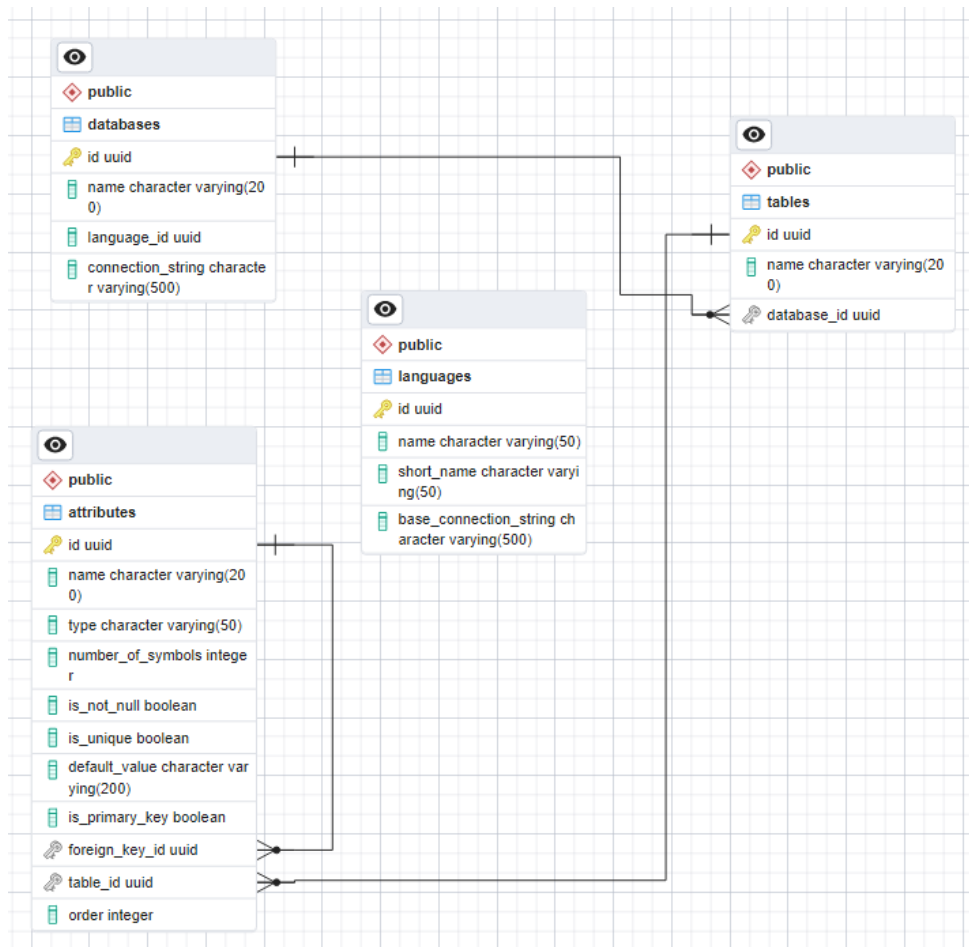 public
databases
id uuid
name character varying(20
0)
language_id uuid
connection_string characte
r varying(500)
public
tables
id uuid
name character varying(20
0)
database_id uuid
public
languages
id uuid
name character varying(50)
short_name character varyi
ng(50)
base_connection_string ch
aracter varying(500)
public
attributes
id uuid
name character varying(20
0)
type character varying(50)
number_of_symbols intege
r
is_not_null boolean
is_unique boolean
default_value character var
ying(200)
is_primary_key boolean
foreign_key_id uuid
table_id uuid
order integer